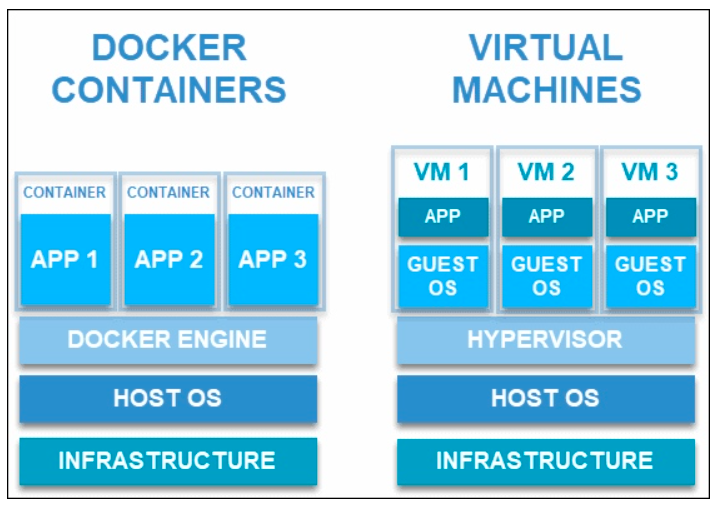 DOCKER
CONTAINERS
CONTAINER
CONTAINER
CONTAINER
APP 1
APP 2
APP 3
DOCKER ENGINE
HOST OS
INFRASTRUCTURE
VIRTUAL
MACHINES
VM 1
VM 2
VM 3
APP
APP
APP
GUEST
OS
GUEST
OS
GUEST
OS
HYPERVISOR
HOST OS
INFRASTRUCTURE